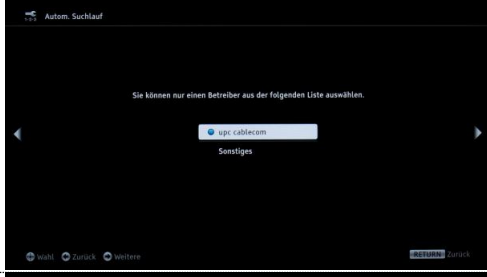 Autom. Suchlauf
Sie können nur einen Betreiber aus der folgenden Liste auswählen.
upc cablecom
Sonstiges
Wahl Zurück Weitere
RETURN Zurück